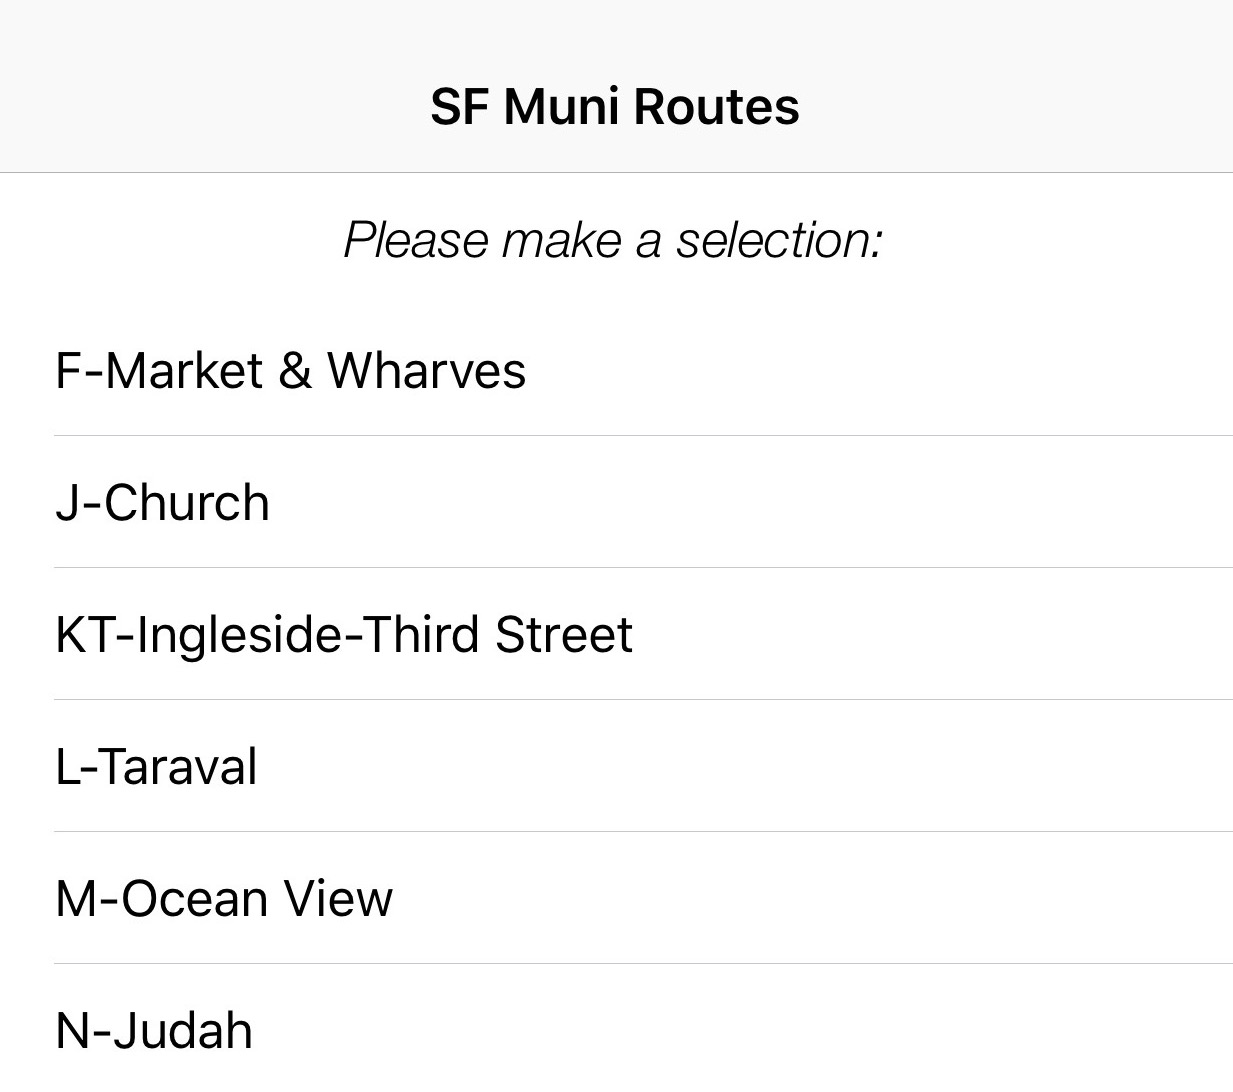 SF Muni Routes
Please make a selection:
F-Market & Wharves
J-Church
KT-Ingleside-Third Street
L-Taraval
M-Ocean View
N-Judah